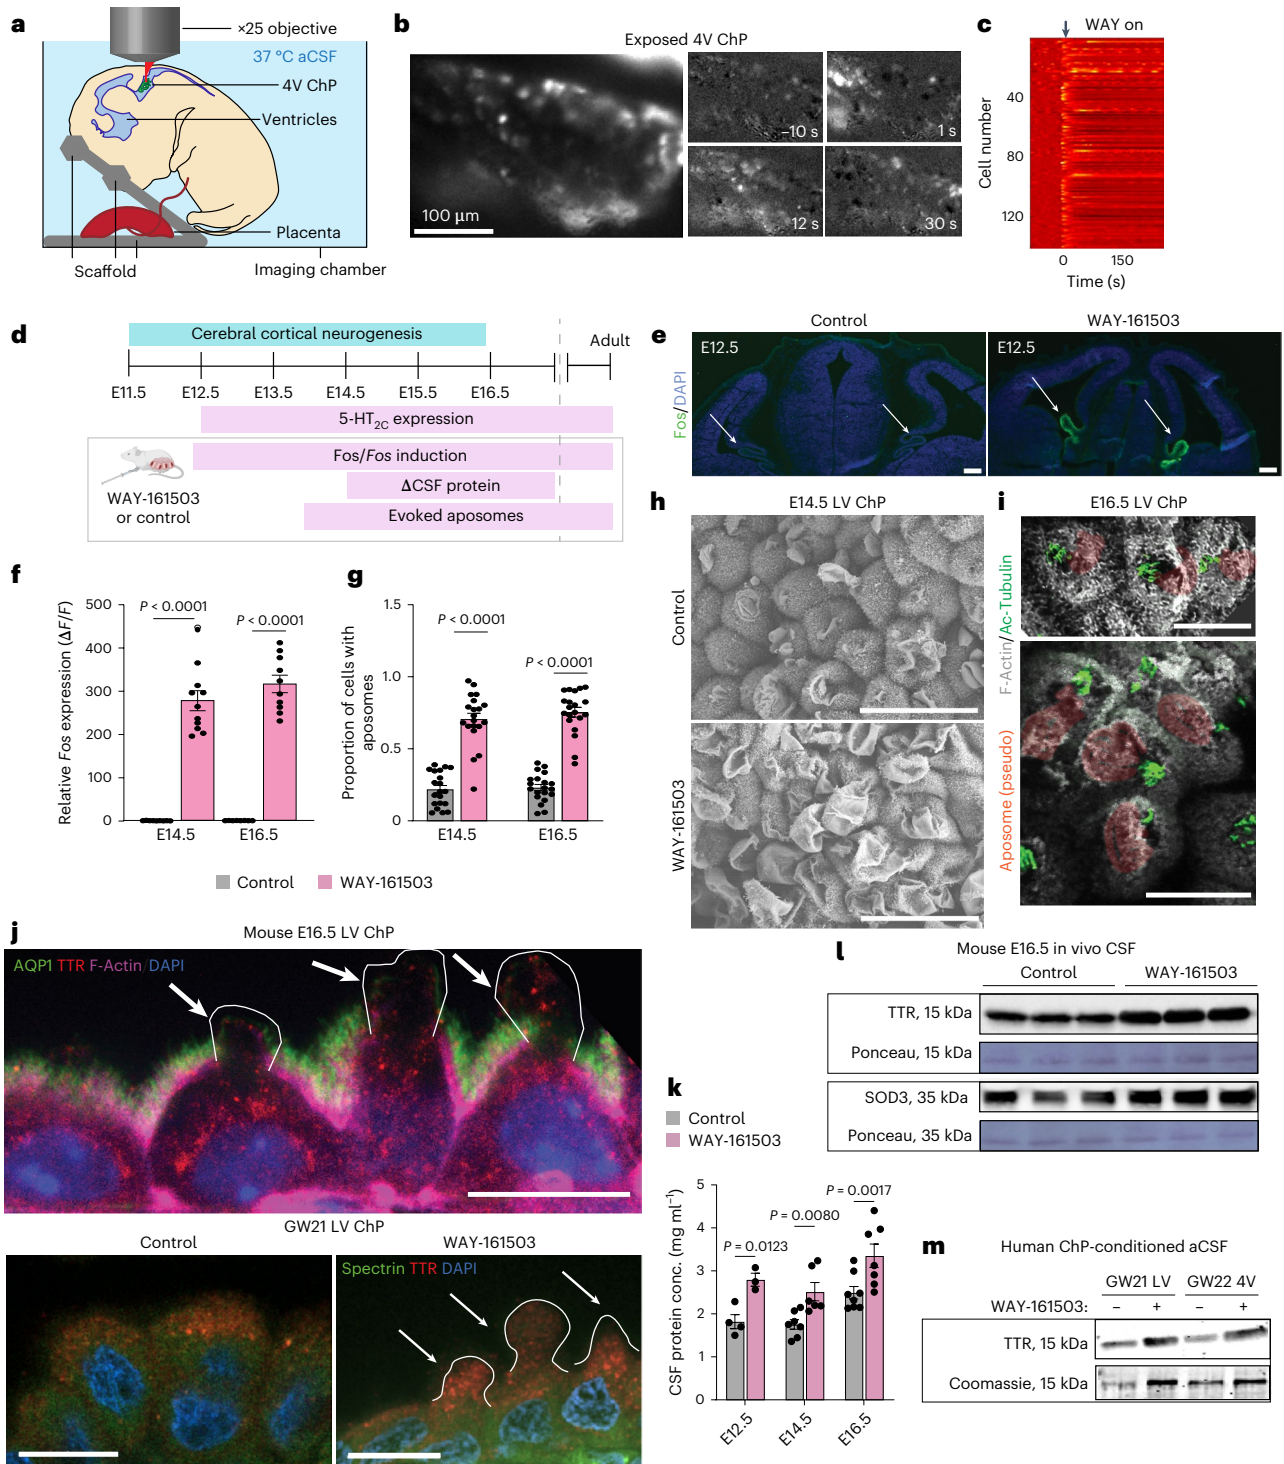 a
×25 objective
37 °C aCSF
4V ChP
Ventricles
Placenta
Scaffold
Imaging chamber
b
Exposed 4V ChP
100 µm
–10 s
1 s
12 s
30 s
c
WAY on
Cell number
40
80
120
0
150
Time (s)
d
Cerebral cortical neurogenesis
Adult
E11.5
E12.5
E13.5
E14.5
E15.5
E16.5
5-HT2C expression
Fos/Fos induction
ΔCSF protein
Evoked aposomes
WAY-161503
or control
e
Control
WAY-161503
E12.5
E12.5
Fos/DAPI
f
Relative Fos expression (ΔF/F)
500
400
300
200
100
0
P < 0.0001
P < 0.0001
E14.5
E16.5
g
Proportion of cells with
aposomes
1.5
1.0
0.5
0
P < 0.0001
P < 0.0001
E14.5
E16.5
Control
WAY-161503
h
E14.5 LV ChP
Control
WAY-161503
i
E16.5 LV ChP
Aposome (pseudo) F-Actin/Ac-Tubulin
j
Mouse E16.5 LV ChP
AQP1 TTR F-Actin DAPI
GW21 LV ChP
Control
WAY-161503
Spectrin TTR DAPI
k
Control
WAY-161503
CSF protein conc. (mg ml–1)
5
4
3
2
1
0
P = 0.0123
P = 0.0080
P = 0.0017
E12.5
E14.5
E16.5
l
Mouse E16.5 in vivo CSF
Control
WAY-161503
TTR, 15 kDa
Ponceau, 15 kDa
SOD3, 35 kDa
Ponceau, 35 kDa
m
Human ChP-conditioned aCSF
GW21 LV
GW22 4V
WAY-161503:
– + – +
TTR, 15 kDa
Coomassie, 15 kDa